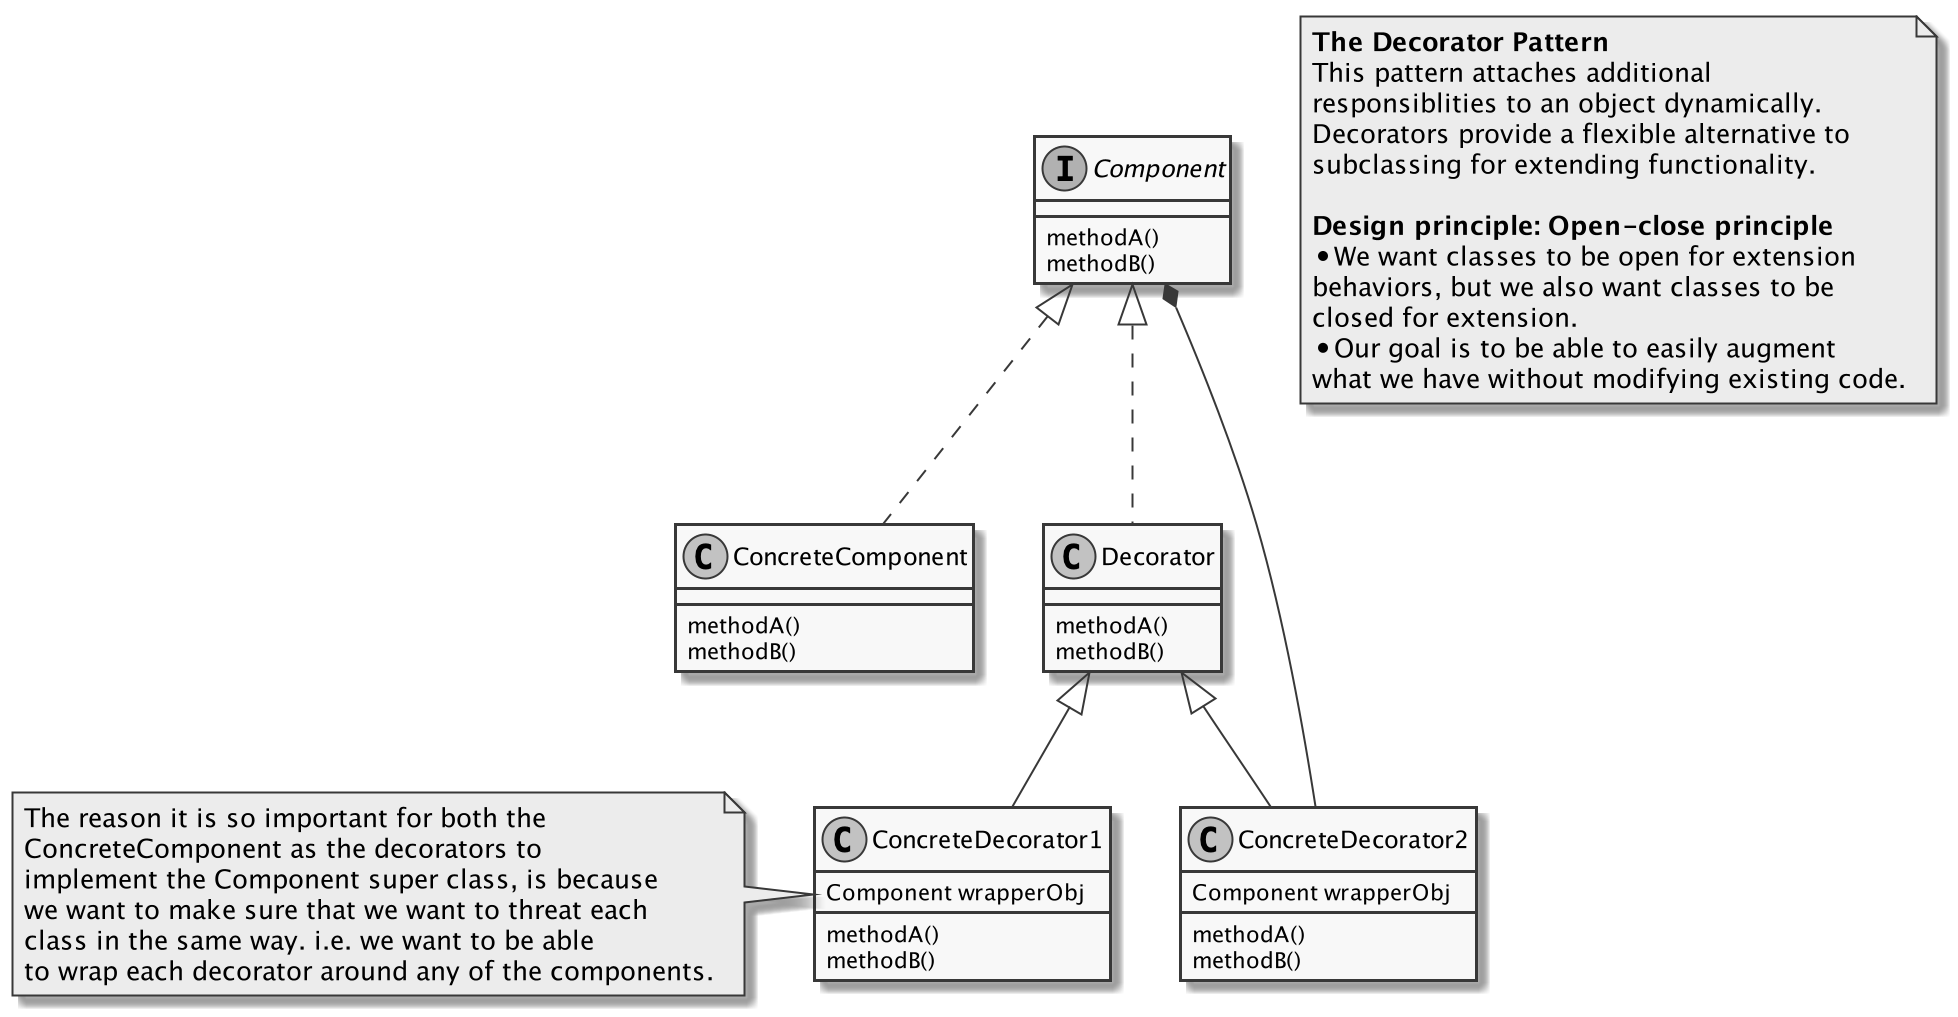 The Decorator Pattern
This pattern attaches additional
responsiblities to an object dynamically.
Decorators provide a flexible alternative to
subclassing for extending functionality.
Design principle: Open-close principle
•We want classes to be open for extension
behaviors, but we also want classes to be
closed for extension.
•Our goal is to be able to easily augment
what we have without modifying existing code.
I Component
methodA()
methodB()
C ConcreteComponent
methodA()
methodB()
C Decorator
methodA()
methodB()
The reason it is so important for both the
ConcreteComponent as the decorators to
implement the Component super class, is because
we want to make sure that we want to threat each
class in the same way. i.e. we want to be able
to wrap each decorator around any of the components.
C ConcreteDecorator1
Component wrapperObj
methodA()
methodB()
C ConcreteDecorator2
Component wrapperObj
methodA()
methodB()